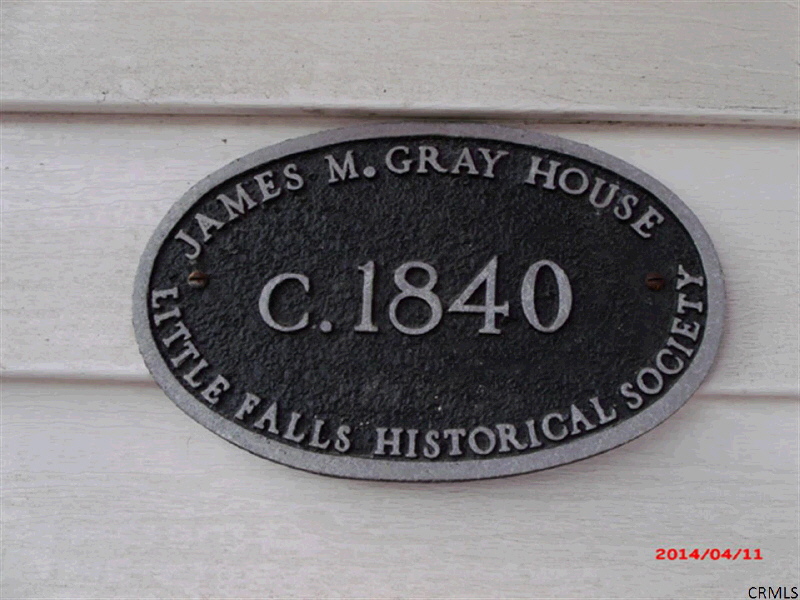 JAMES M. GRAY HOUSE
C. 1840
LITTLE FALLS HISTORICAL SOCIETY
2014/04/11
CRMLS